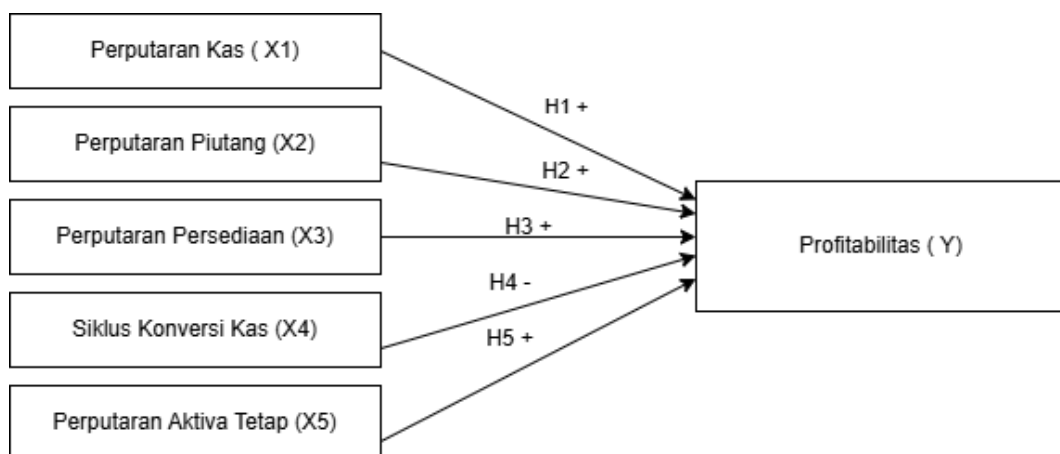 Perputaran Kas ( X1)
H1 +
Perputaran Piutang (X2)
H2 +
Perputaran Persediaan (X3)
H3 +
Profitabilitas ( Y)
Siklus Konversi Kas (X4)
H4 -
H5 +
Perputaran Aktiva Tetap (X5)